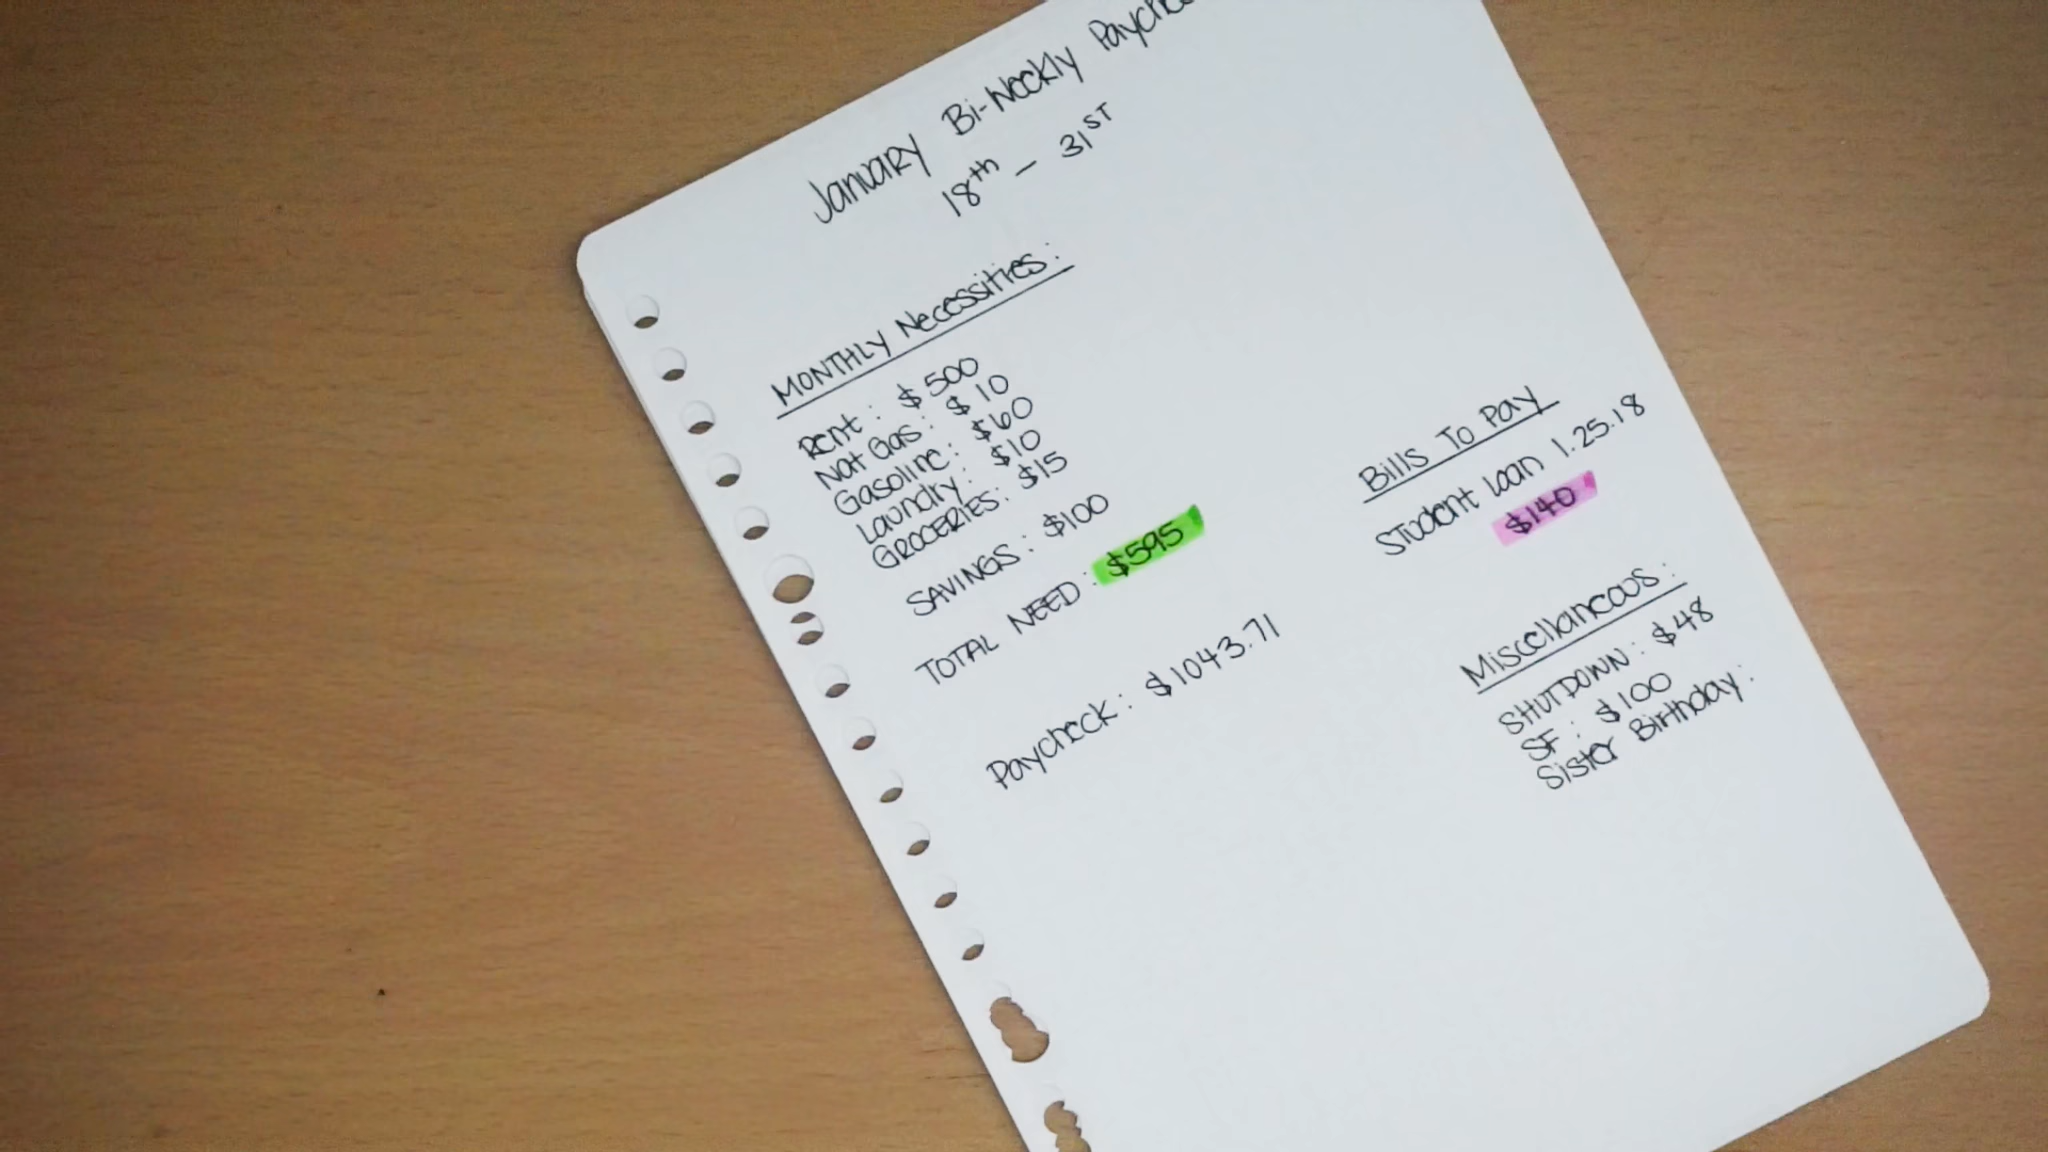 January Bi-Weekly
18th - 31ST
MONTHLY Necessities:
Rent: $500
Nat Gas: $10
Gasoline: $60
Laundry: $10
GROCERIES: $15
SAVINGS: $100
TOTAL NEED: $595
Paycheck: $1043.71
Bills To Pay
Student Loan 1.25.18
$140
Miscellaneous:
SHUTDOWN: $48
SF: $100
Sister Birthday: